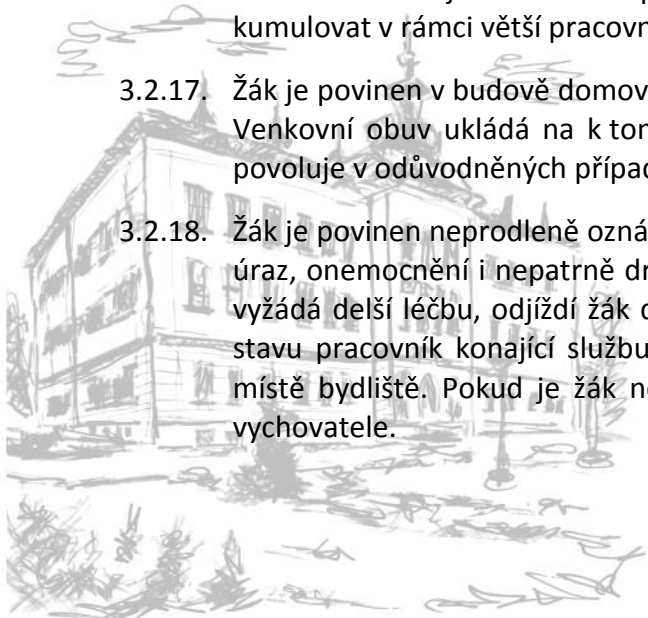 kumulovat v rámci větší pracovn
3.2.17. Žák je povinen v budově domov
Venkovní obuv ukládá na k tom
povoluje v odůvodněných případ
3.2.18. Žák je povinen neprodleně ozná
úraz, onemocnění i nepatrně dr
vyžádá delší léčbu, odjíždí žák d
stavu pracovník konající službu
místě bydliště. Pokud je žák ne
vychovatele.